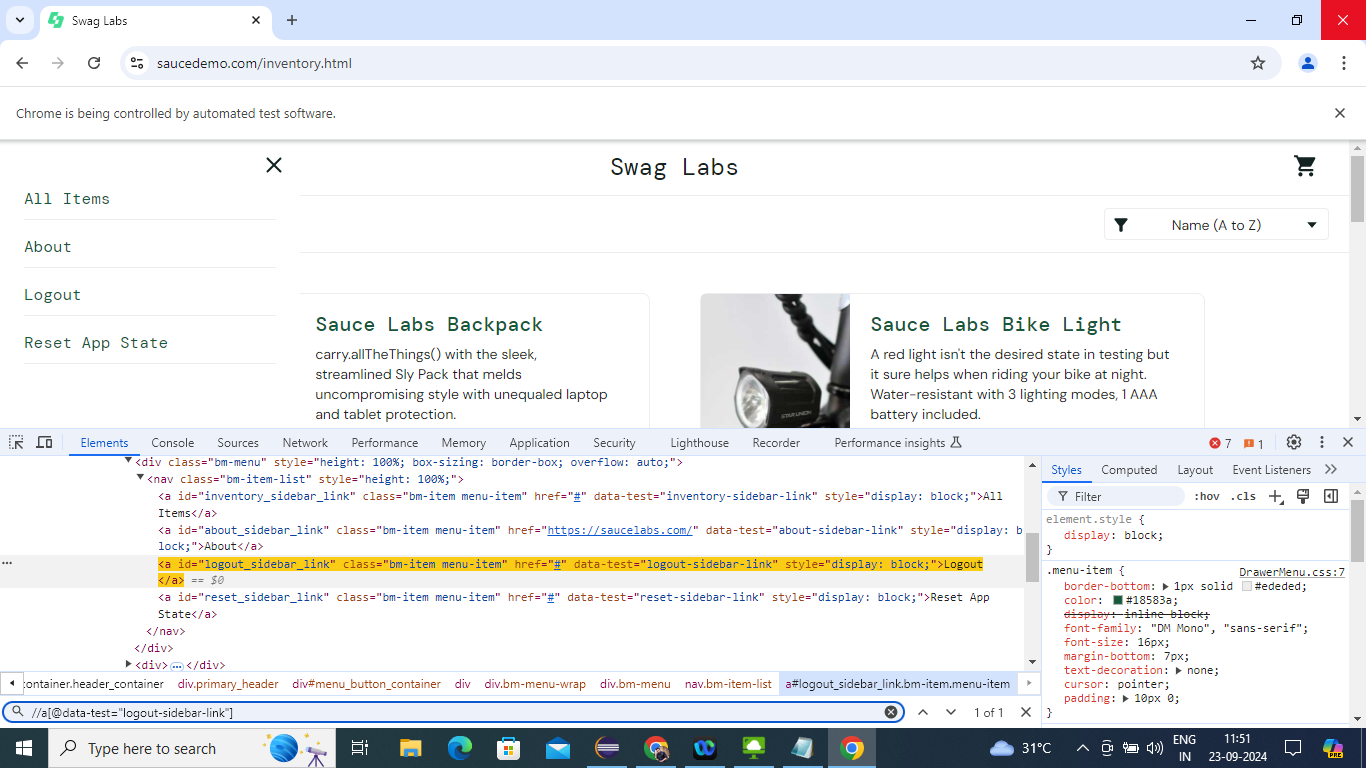 Swag Labs
saucedemo.com/inventory.html
Chrome is being controlled by automated test software.
Swag Labs
All Items
About
Logout
Reset App State
Name (A to Z)
Sauce Labs Backpack
carry.allTheThings() with the sleek,
streamlined Sly Pack that melds
uncompromising style with unequaled laptop
and tablet protection.
Sauce Labs Bike Light
A red light isn't the desired state in testing but
it sure helps when riding your bike at night.
Water-resistant with 3 lighting modes, 1 AAA
battery included.
STAR UNION
Elements Console Sources Network Performance Memory Application Security Lighthouse Recorder Performance insights 7 1
<div class="bm-menu" style="height: 100%; box-sizing: border-box; overflow: auto;">
<nav class="bm-item-list" style="height: 100%;">
<a id="inventory_sidebar_link" class="bm-item menu-item" href="#" data-test="inventory-sidebar-link" style="display: block;">All
Items</a>
<a id="about_sidebar_link" class="bm-item menu-item" href="https://saucelabs.com/" data-test="about-sidebar-link" style="display: b
lock;">About</a>
<a id="logout_sidebar_link" class="bm-item menu-item" href="#" data-test="logout-sidebar-link" style="display: block;">Logout
</a> == $0
<a id="reset_sidebar_link" class="bm-item menu-item" href="#" data-test="reset-sidebar-link" style="display: block;">Reset App
State</a>
</nav>
</div>
<div> … </div>
container.header_container div.primary_header div#menu_button_container div div.bm-menu-wrap div.bm-menu nav.bm-item-list a#logout_sidebar_link.bm-item.menu-item
//a[@data-test="logout-sidebar-link"] 1 of 1
Styles Computed Layout Event Listeners
Filter :hov .cls
element.style {
display: block;
}
.menu-item { DrawerMenu.css:7
border-bottom: 1px solid #ededed;
color: #18583a;
display: inline-block;
font-family: "DM Mono", "sans-serif";
font-size: 16px;
margin-bottom: 7px;
text-decoration: none;
cursor: pointer;
padding: 10px 0;
}
Type here to search
31°C
ENG
IN
11:51
23-09-2024
PRE